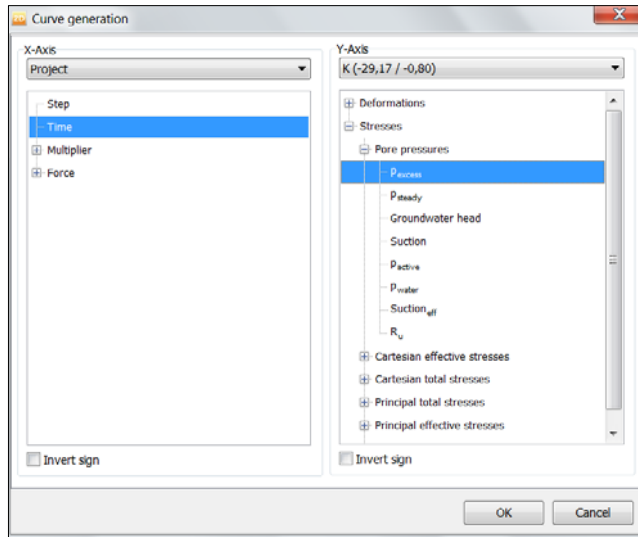 Curve generation
X-Axis
Project
Step
Time
Multiplier
Force
Invert sign
Y-Axis
K (-29,17 / -0,80)
Deformations
Stresses
Pore pressures
Pexcess
Psteady
Groundwater head
Suction
Pactive
Pwater
Suctioneff
Ru
Cartesian effective stresses
Cartesian total stresses
Principal total stresses
Principal effective stresses
Invert sign
OK
Cancel